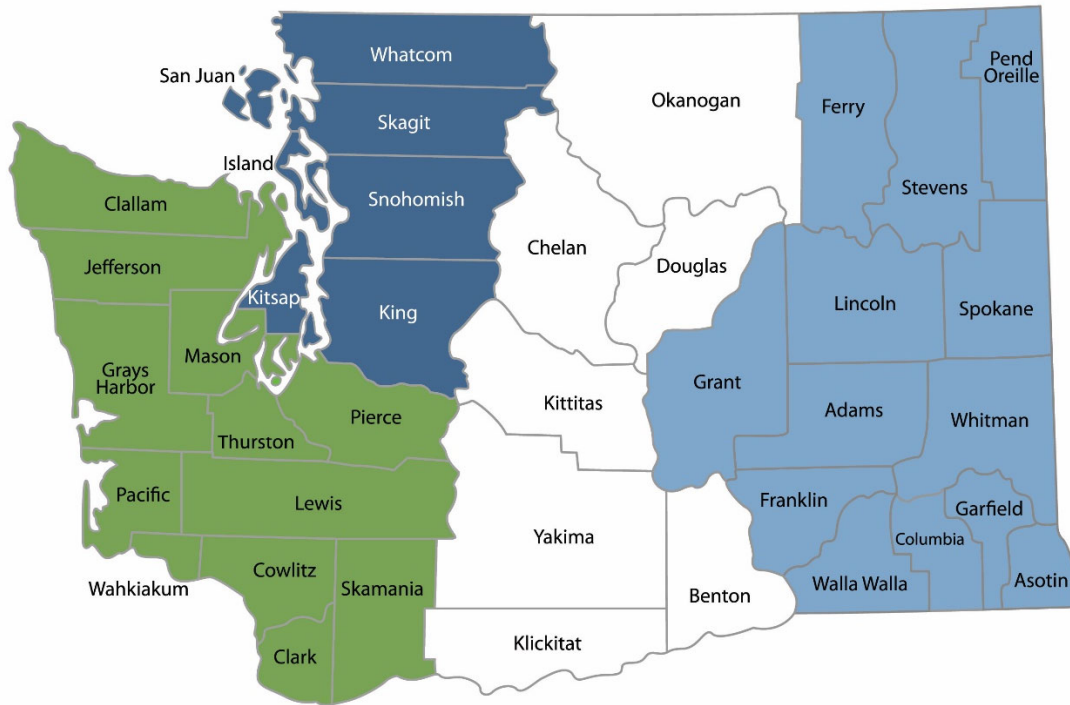 Whatcom
San Juan
Pend
Oreille
Okanogan
Ferry
Skagit
Island
Stevens
Clallam
Snohomish
Chelan
Jefferson
Douglas
Kitsap
Lincoln
Spokane
King
Mason
Grays
Harbor
Grant
Kittitas
Adams
Pierce
Whitman
Thurston
Pacific
Lewis
Franklin
Garfield
Yakima
Columbia
Cowlitz
Wahkiakum
Skamania
Walla Walla
Asotin
Benton
Klickitat
Clark